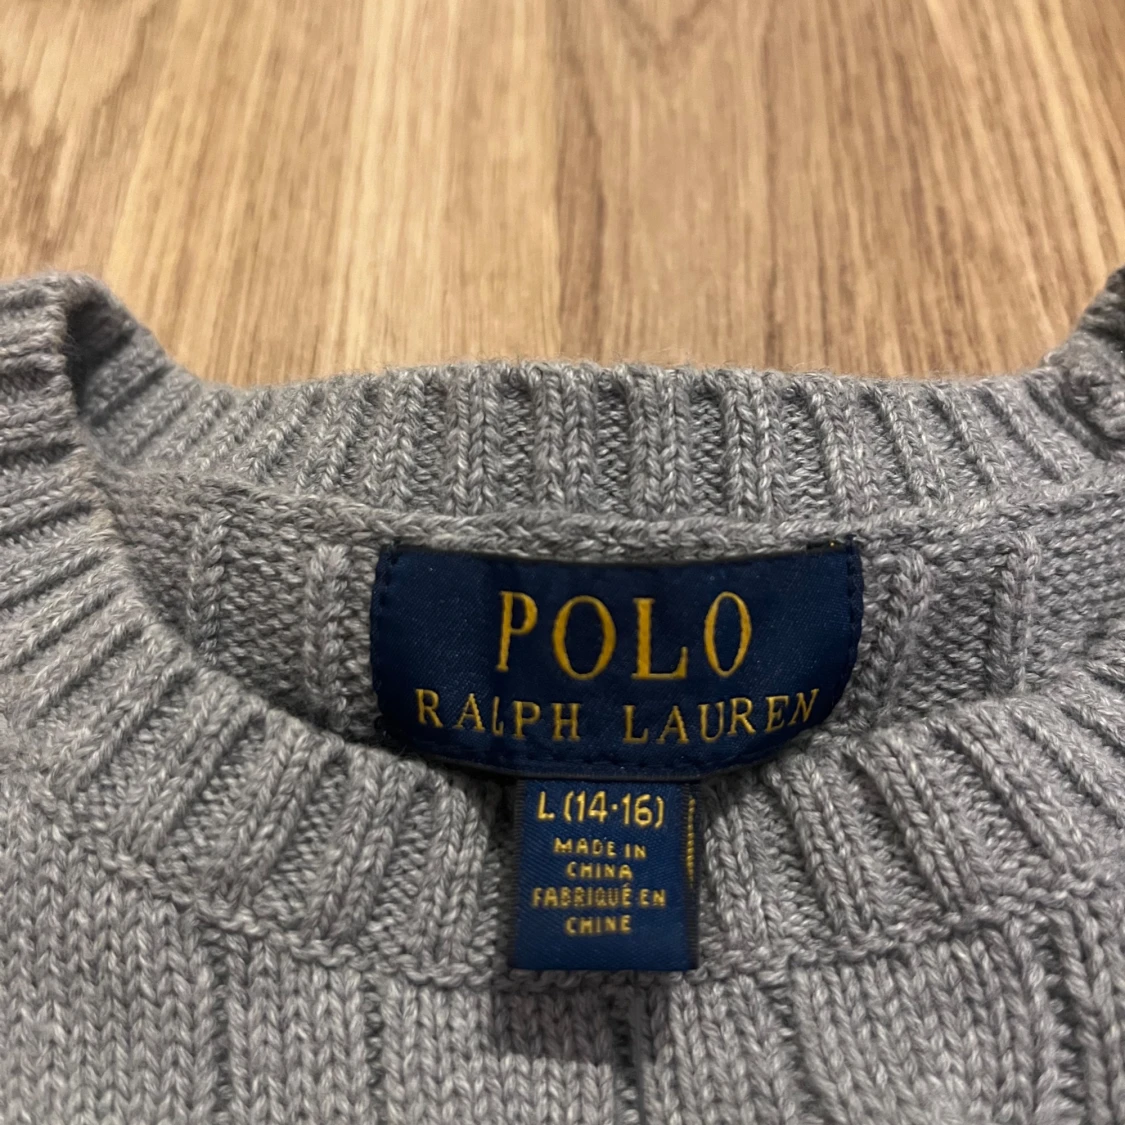 POLO
RALPH LAUREN
L (14-16)
MADE IN
CHINA
FABRIQUÉ EN
CHINE